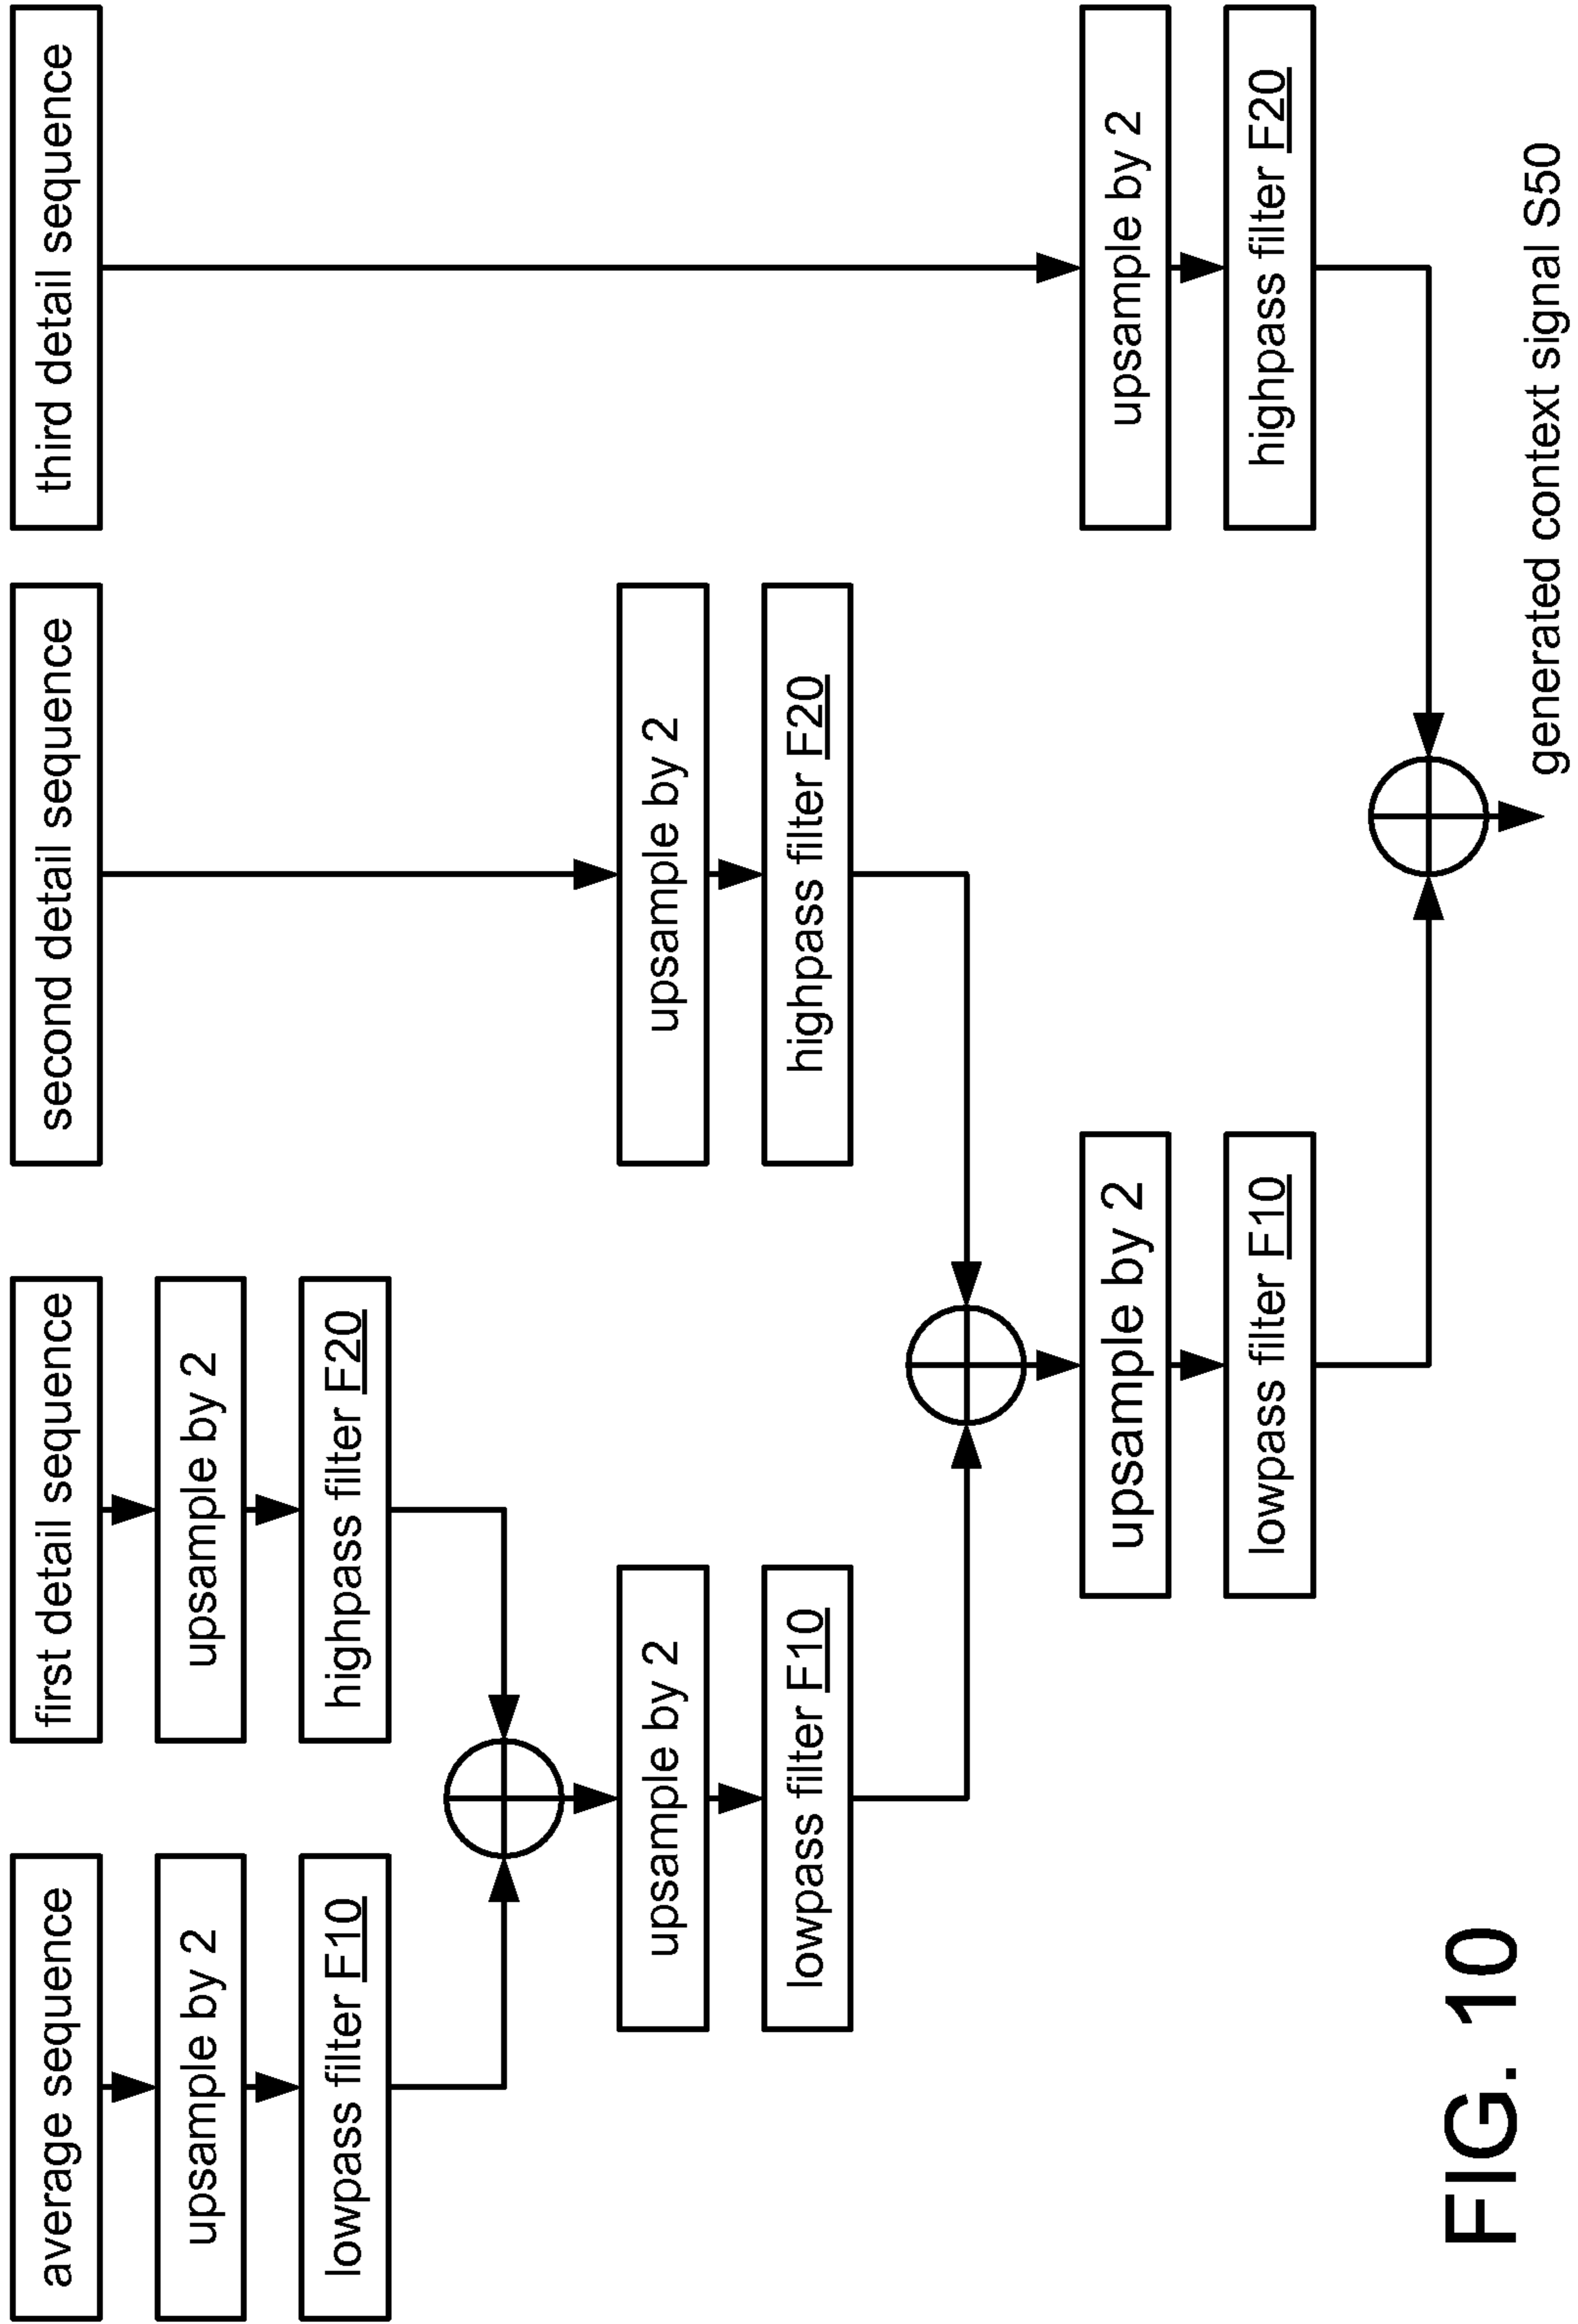 average sequence
first detail sequence
second detail sequence
third detail sequence
upsample by 2
upsample by 2
lowpass filter F10
highpass filter F20
upsample by 2
upsample by 2
lowpass filter F10
highpass filter F20
upsample by 2
upsample by 2
lowpass filter F10
highpass filter F20
generated context signal S50
FIG. 10